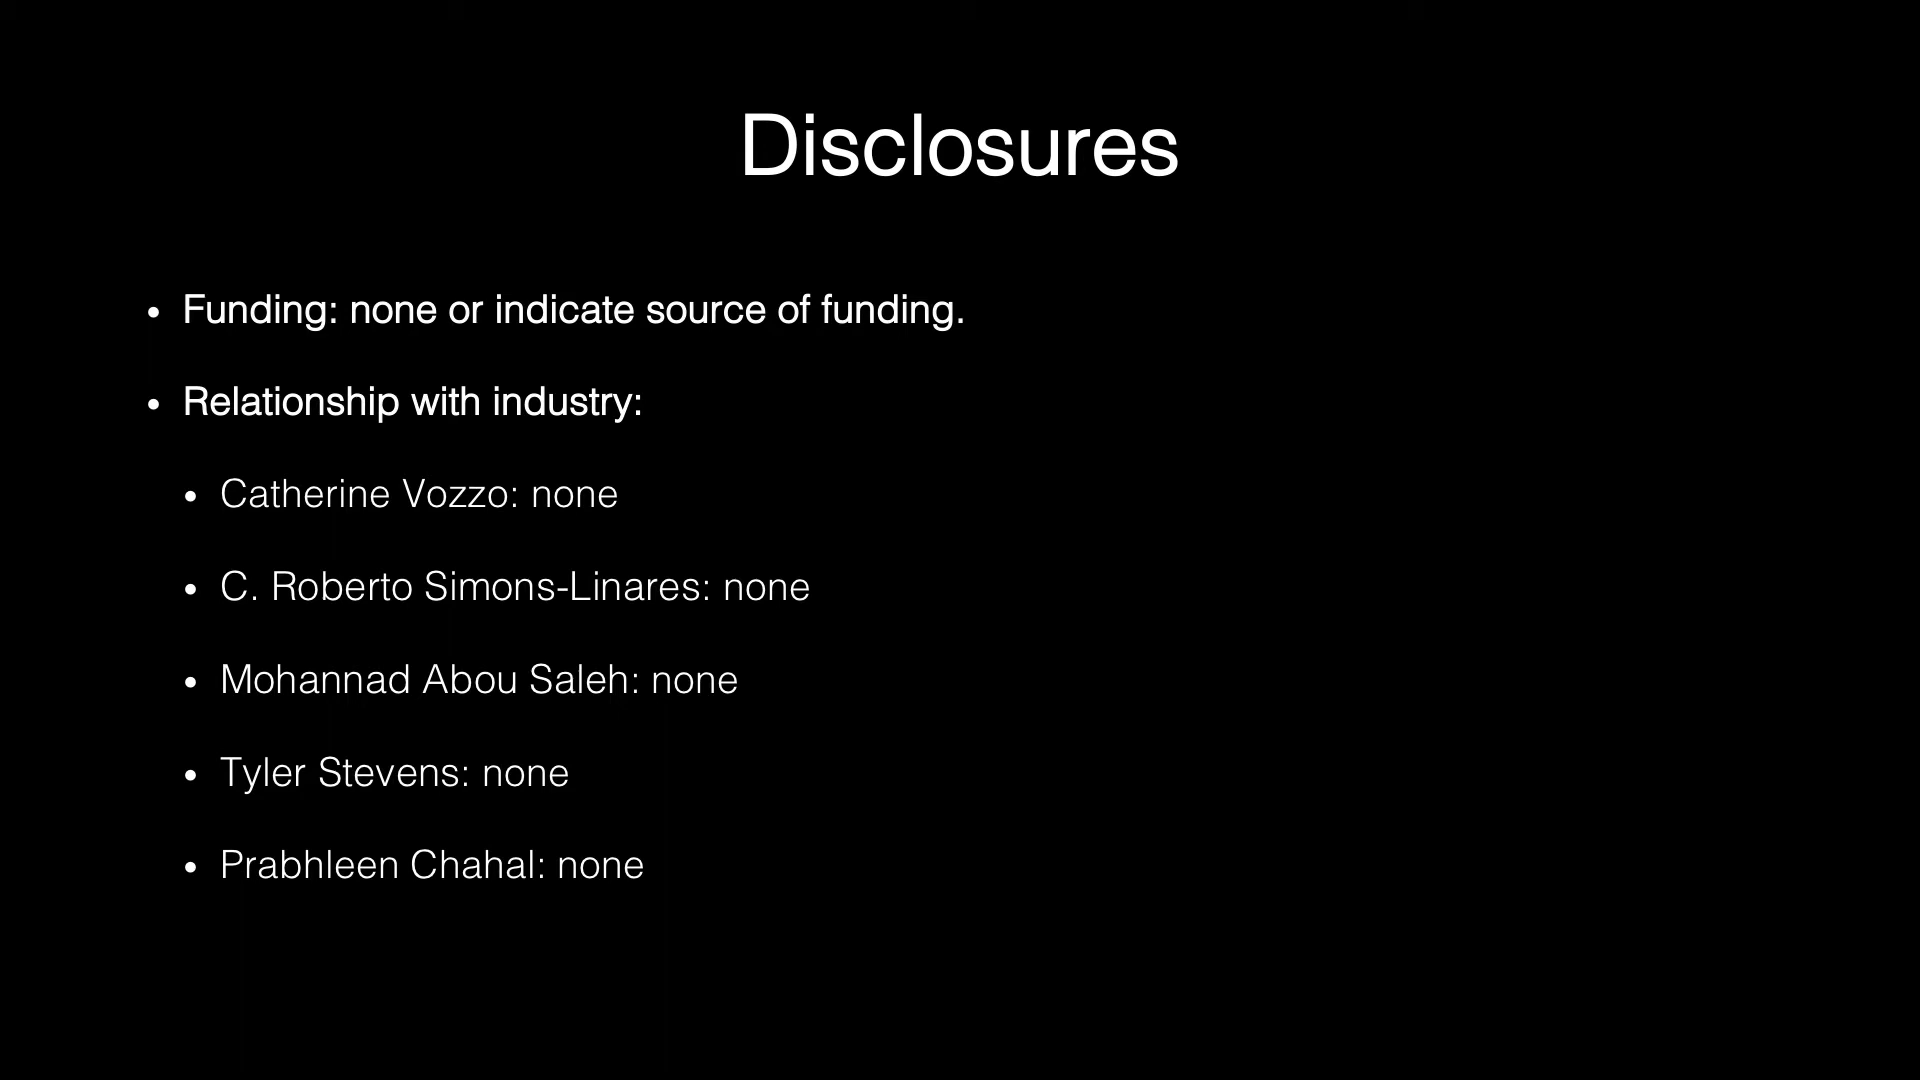 Disclosures
• Funding: none or indicate source of funding.
• Relationship with industry:
• Catherine Vozzo: none
• C. Roberto Simons-Linares: none
• Mohannad Abou Saleh: none
• Tyler Stevens: none
• Prabhleen Chahal: none